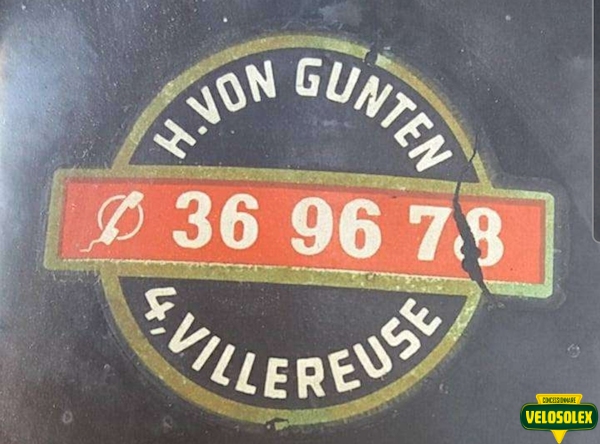 H. VON GUNTEN
36 96 78
4, VILLEREUSE
CONCESSIONNAIRE
VELOSOLEX